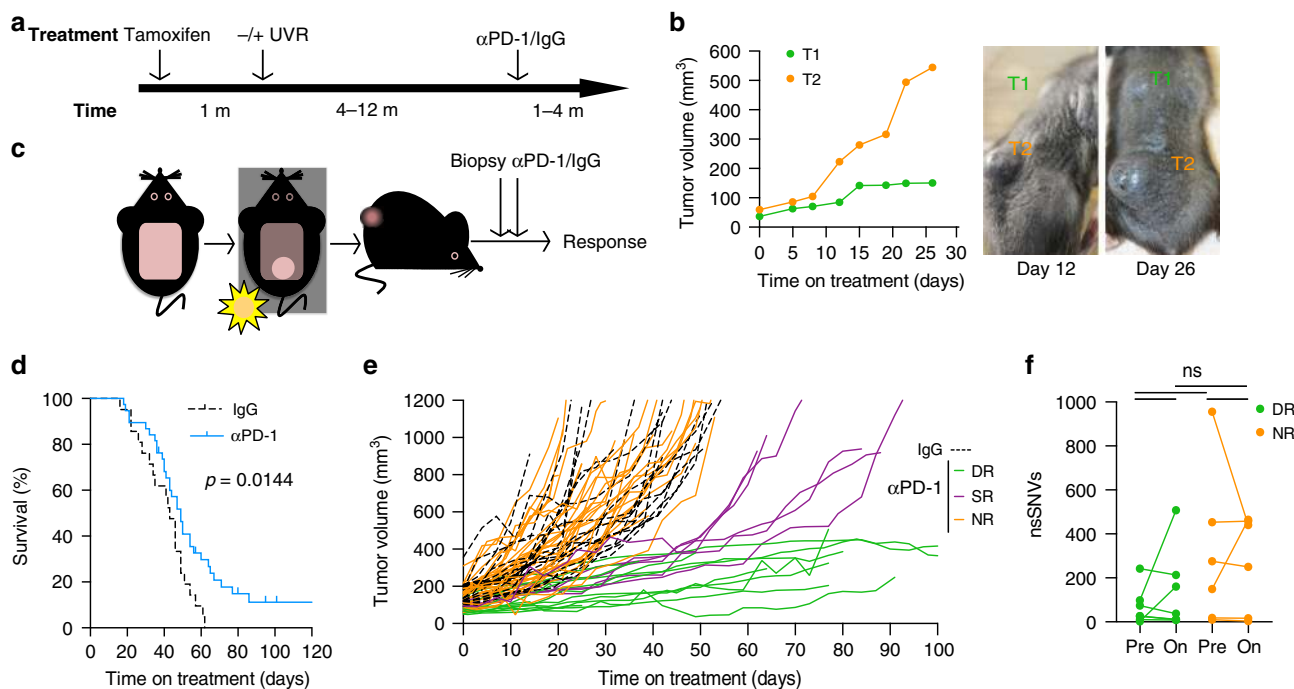 a
Treatment Tamoxifen –/+ UVR αPD-1/IgG
Time 1 m 4–12 m 1–4 m
b
Tumor volume (mm³)
600
500
400
300
200
100
0
0 5 10 15 20 25 30
Time on treatment (days)
T1
T2
T1
T2
Day 12
T1
T2
Day 26
c
Biopsy αPD-1/IgG
Response
d
Survival (%)
100
80
60
40
20
0
0 20 40 60 80 100 120
Time on treatment (days)
IgG
αPD-1
p = 0.0144
e
Tumor volume (mm³)
1200
1000
800
600
400
200
0
0 10 20 30 40 50 60 70 80 90 100
Time on treatment (days)
IgG
αPD-1
DR
SR
NR
f
ns
nsSNVs
1000
800
600
400
200
0
Pre On Pre On
DR
NR